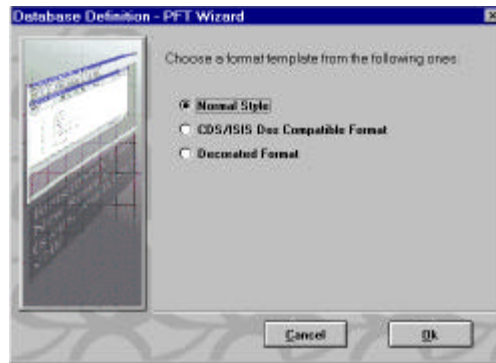 Database Definition - PFT Wizard
Choose a format template from the following ones:
Normal Style
CDS/ISIS Dos Compatible Format
Decorated Format
Cancel
Ok